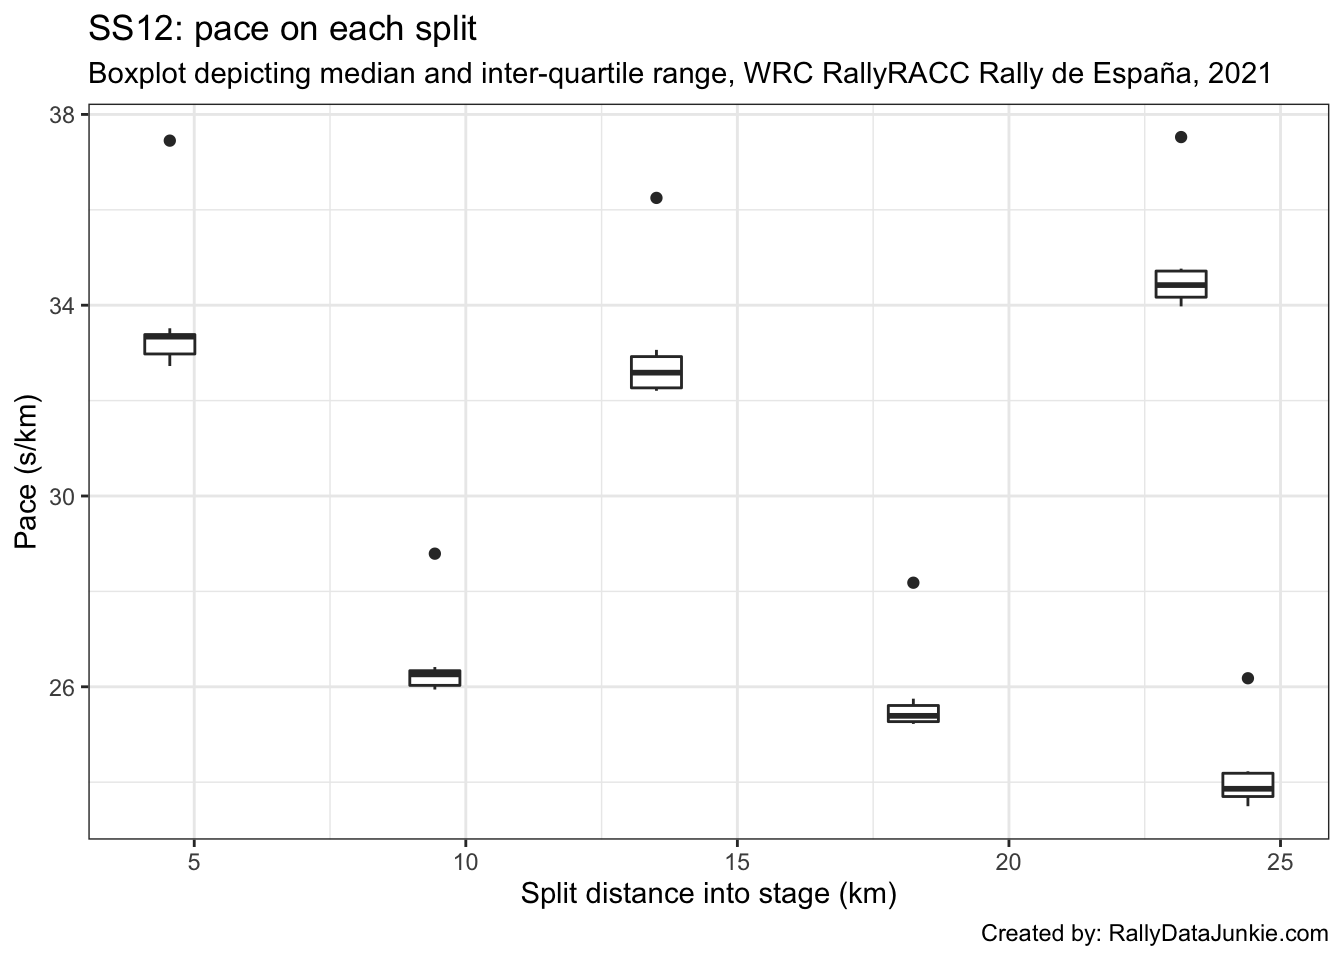 SS12: pace on each split
Boxplot depicting median and inter-quartile range, WRC RallyRACC Rally de España, 2021
38
34
30
26
Pace (s/km)
5 10 15 20 25
Split distance into stage (km)
Created by: RallyDataJunkie.com